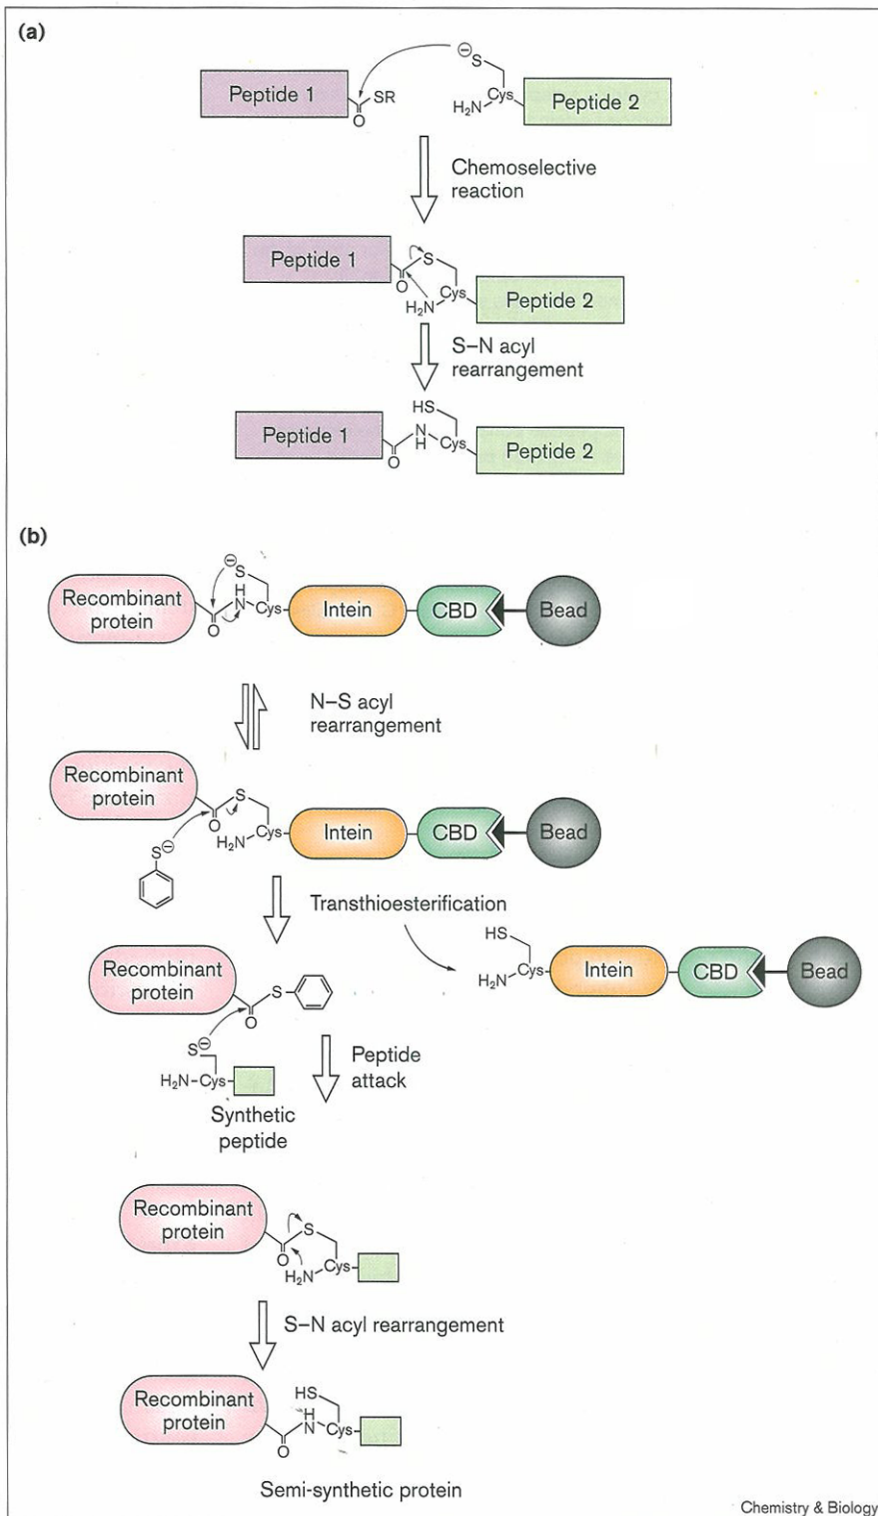 (a)
Peptide 1
SR
O
⊖
S
Cys
H₂N
Peptide 2
Chemoselective
reaction
Peptide 1
S
O
Cys
H₂N
Peptide 2
S–N acyl
rearrangement
HS
Peptide 1
N
H
Cys
O
Peptide 2
(b)
Recombinant
protein
⊖
S
H
N
O
Cys
Intein
CBD
Bead
N–S acyl
rearrangement
Recombinant
protein
S
O
H₂N
Cys
Intein
CBD
Bead
S⊖
Transthioesterification
HS
H₂N
Cys
Intein
CBD
Bead
Recombinant
protein
S
O
S⊖
H₂N–Cys
Synthetic
peptide
Peptide
attack
Recombinant
protein
S
O
H₂N
Cys
S–N acyl rearrangement
Recombinant
protein
HS
H
N
Cys
O
Semi-synthetic protein
Chemistry & Biology